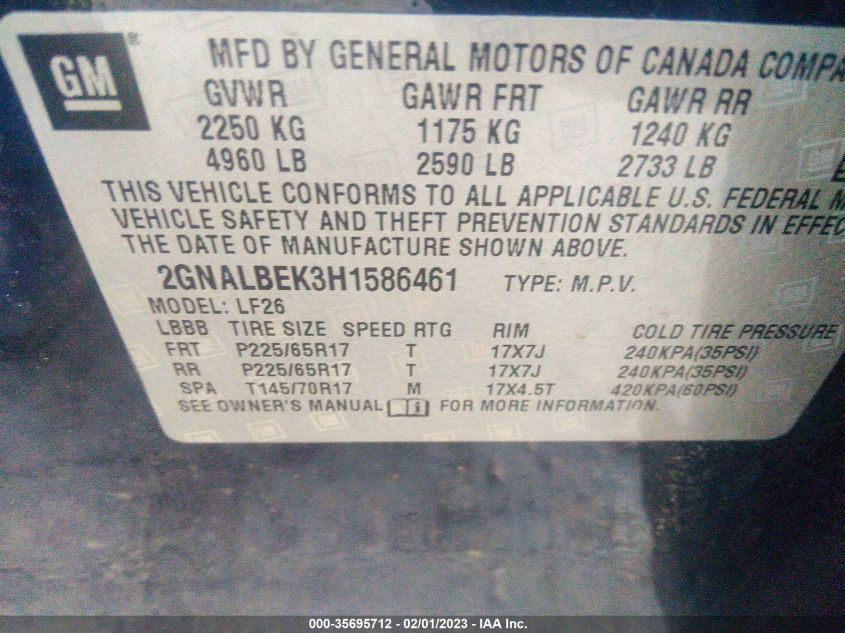 GM ® MFD BY GENERAL MOTORS OF CANADA
GVWR GAWR FRT GAWR RR
2250 KG 1175 KG 1240 KG
4960 LB 2590 LB 2733 LB
THIS VEHICLE CONFORMS TO ALL APPLICABLE U.S. FEDERAL
VEHICLE SAFETY AND THEFT PREVENTION STANDARDS IN
THE DATE OF MANUFACTURE SHOWN ABOVE.
2GNALBEK3H1586461 TYPE: M.P.V.
MODEL: LF26
LBBB TIRE SIZE SPEED RTG RIM COLD TIRE PRESSURE
FRT P225/65R17 T 17X7J 240KPA(35PSI)
RR P225/65R17 T 17X7J 240KPA(35PSI)
SPA T145/70R17 M 17X4.5T 420KPA(60PSI)
SEE OWNER'S MANUAL FOR MORE INFORMATION.
000-35695712 - 02/01/2023 - IAA Inc.